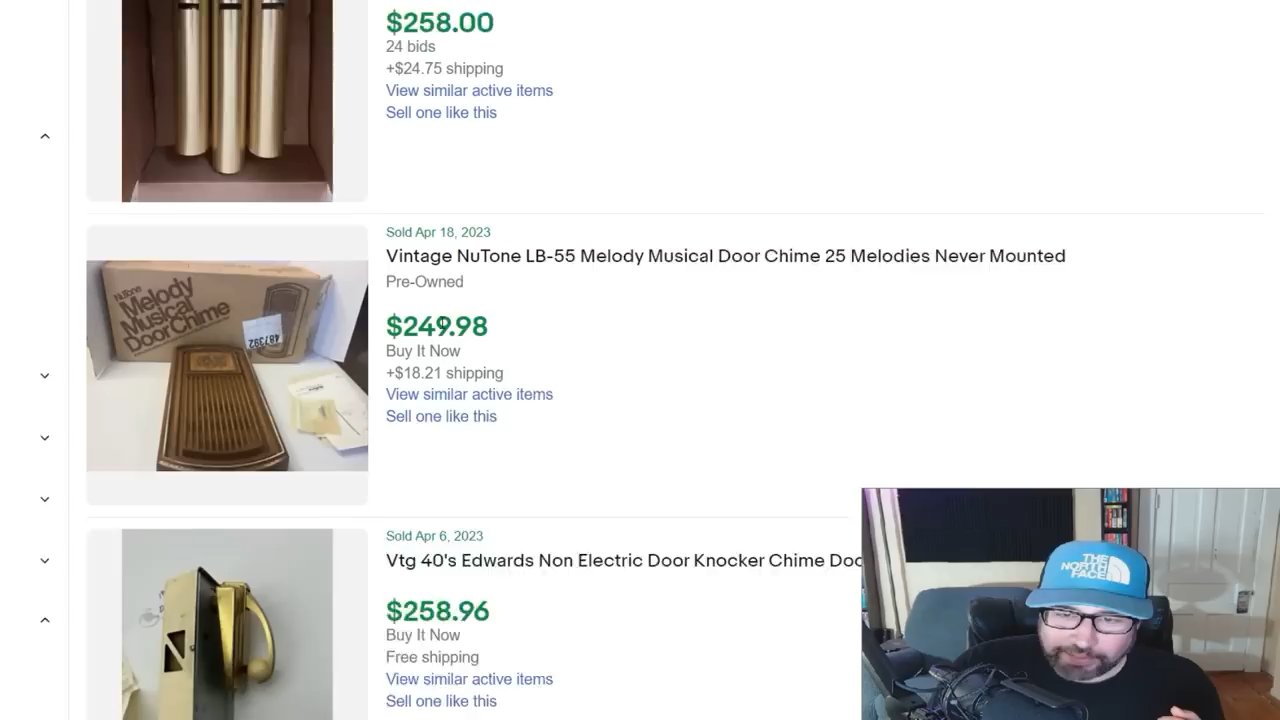 $258.00
24 bids
+$24.75 shipping
View similar active items
Sell one like this
Sold Apr 18, 2023
Vintage NuTone LB-55 Melody Musical Door Chime 25 Melodies Never Mounted
Pre-Owned
$249.98
Buy It Now
+$18.21 shipping
View similar active items
Sell one like this
NuTone
Melody
Musical
Door Chime
487392
Sold Apr 6, 2023
Vtg 40's Edwards Non Electric Door Knocker Chime Doo
$258.96
Buy It Now
Free shipping
View similar active items
Sell one like this
THE
NORTH
FACE